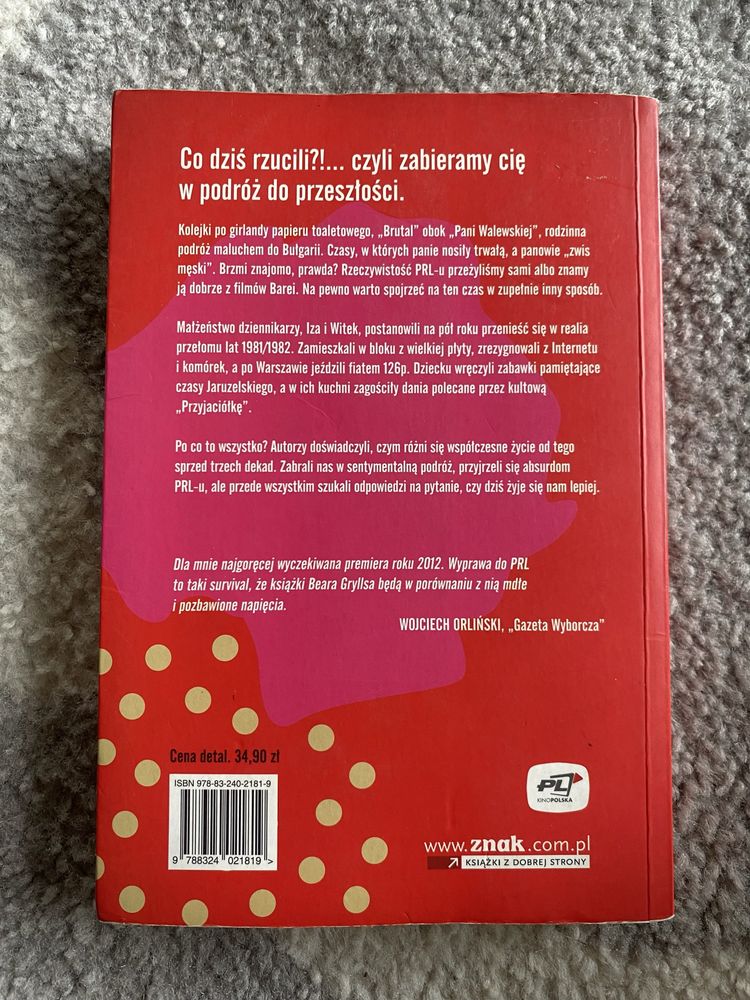 Co dziś rzucili?!... czyli zabieramy cię
w podróż do przeszłości.
Kolejki po girlandy papieru toaletowego, „Brutal” obok „Pani Walewskiej”, rodzinna
podróż maluchem do Bułgarii. Czasy, w których panie nosiły trwałą, a panowie „zwis
męski”. Brzmi znajomo, prawda? Rzeczywistość PRL-u przeżyliśmy sami albo znamy
ją dobrze z filmów Barei. Na pewno warto spojrzeć na ten czas w zupełnie inny sposób.
Małżeństwo dziennikarzy, Iza i Witek, postanowili na pół roku przenieść się w realia
przełomu lat 1981/1982. Zamieszkali w bloku z wielkiej płyty, zrezygnowali z Internetu
i komórek, a po Warszawie jeździli fiatem 126p. Dziecku wręczyli zabawki pamiętające
czasy Jaruzelskiego, a w ich kuchni zagościły dania polecane przez kultową
„Przyjaciółkę”.
Po co to wszystko? Autorzy doświadczyli, czym różni się współczesne życie od tego
sprzed trzech dekad. Zabrali nas w sentymentalną podróż, przyjrzeli się absurdom
PRL-u, ale przede wszystkim szukali odpowiedzi na pytanie, czy dziś żyje się nam lepiej.
Dla mnie najgoręcej wyczekiwana premiera roku 2012. Wyprawa do PRL
to taki survival, że książki Beara Gryllsa będą w porównaniu z nią mdłe
i pozbawione napięcia.
WOJCIECH ORLIŃSKI, „Gazeta Wyborcza”
Cena detal. 34,90 zł
ISBN 978-83-240-2181-9
9 788324 021819 >
PL
KINOPOLSKA
www.znak.com.pl
KSIĄŻKI Z DOBREJ STRONY